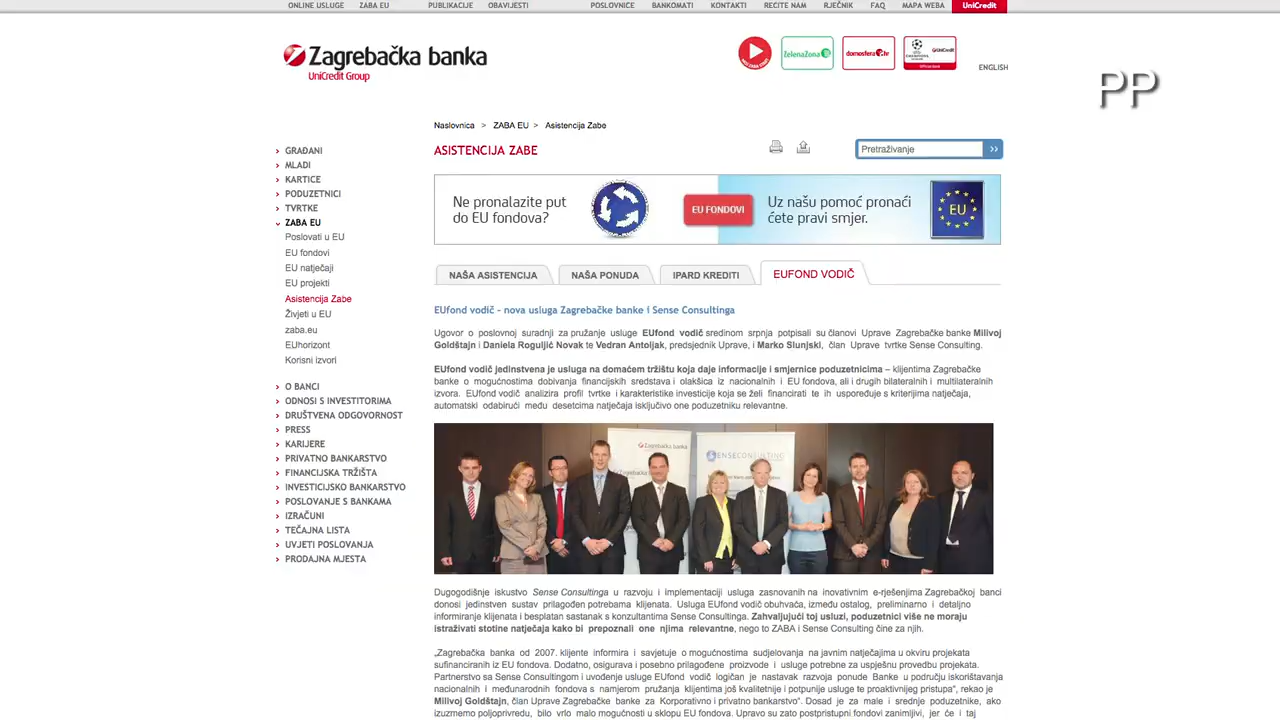 ONLINE USLUGE ZABA EU PUBLIKACIJE OBAVIJESTI POSLOVNICE BANKOMATI KONTAKTI RECITE NAM RJEČNIK FAQ MAPA WEBA UniCredit
Zagrebačka banka
UniCredit Group
zelenaZona
domosfera.tv
UniCredit
ENGLISH
PP
Naslovnica > ZABA EU > Asistencija Zabe
ASISTENCIJA ZABE
Pretraživanje
GRAĐANI
MLADI
KARTICE
PODUZETNICI
TVRTKE
ZABA EU
Poslovati u EU
EU fondovi
EU natječaji
EU projekti
Asistencija Zabe
Živjeti u EU
zaba.eu
EUhorizont
Korisni izvori
O BANCI
ODNOSI S INVESTITORIMA
DRUŠTVENA ODGOVORNOST
PRESS
KARIJERE
PRIVATNO BANKARSTVO
FINANCIJSKA TRŽIŠTA
INVESTICIJSKO BANKARSTVO
POSLOVANJE S BANKAMA
IZRAČUNI
TEČAJNA LISTA
UVJETI POSLOVANJA
PRODAJNA MJESTA
Ne pronalazite put
do EU fondova?
EU FONDOVI
Uz našu pomoć pronaći
ćete pravi smjer.
EU
NAŠA ASISTENCIJA NAŠA PONUDA IPARD KREDITI EUFOND VODIČ
EUfond vodič – nova usluga Zagrebačke banke i Sense Consultinga
Ugovor o poslovnoj suradnji za pružanje usluge EUfond vodič sredinom srpnja potpisali su članovi Uprave Zagrebačke banke Milivoj
Goldštajn i Daniela Roguljić Novak te Vedran Antoljak, predsjednik Uprave, i Marko Slunjski, član Uprave tvrtke Sense Consulting.
EUfond vodič jedinstvena je usluga na domaćem tržištu koja daje informacije i smjernice poduzetnicima – klijentima Zagrebačke
banke o mogućnostima dobivanja financijskih sredstava i olakšica iz nacionalnih i EU fondova, ali i drugih bilateralnih i multilateralnih
izvora. EUfond vodič analizira profil tvrtke i karakteristike investicije koja se želi financirati te ih uspoređuje s kriterijima natječaja,
automatski odabirući među desetcima natječaja isključivo one poduzetniku relevantne.
Zagrebačka banka
SENSECONSULTING
Dugogodišnje iskustvo Sense Consultinga u razvoju i implementaciji usluga zasnovanih na inovativnim e-rješenjima Zagrebačkoj banci
donosi jedinstven sustav prilagođen potrebama klijenata. Usluga EUfond vodič obuhvaća, između ostalog, preliminarno i detaljno
informiranje klijenata i besplatan sastanak s konzultantima Sense Consultinga. Zahvaljujući toj usluzi, poduzetnici više ne moraju
istraživati stotine natječaja kako bi prepoznali one njima relevantne, nego to ZABA i Sense Consulting čine za njih.
„Zagrebačka banka od 2007. klijente informira i savjetuje o mogućnostima sudjelovanja na javnim natječajima u okviru projekata
sufinanciranih iz EU fondova. Dodatno, osigurava i posebno prilagođene proizvode i usluge potrebne za uspješnu provedbu projekata.
Partnerstvo sa Sense Consultingom i uvođenje usluge EUfond vodič logičan je nastavak razvoja ponude Banke u području iskorištavanja
nacionalnih i međunarodnih fondova s namjerom pružanja klijentima još kvalitetnije i potpunije usluge te proaktivnijeg pristupa", rekao je
Milivoj Goldštajn, član Uprave Zagrebačke banke za Korporativno i privatno bankarstvo". Dosad je za male i srednje poduzetnike, ako
izuzmemo poljoprivredu, bilo vrlo malo mogućnosti u sklopu EU fondova. Upravo su zato postpristupni fondovi zanimljivi, jer će i taj